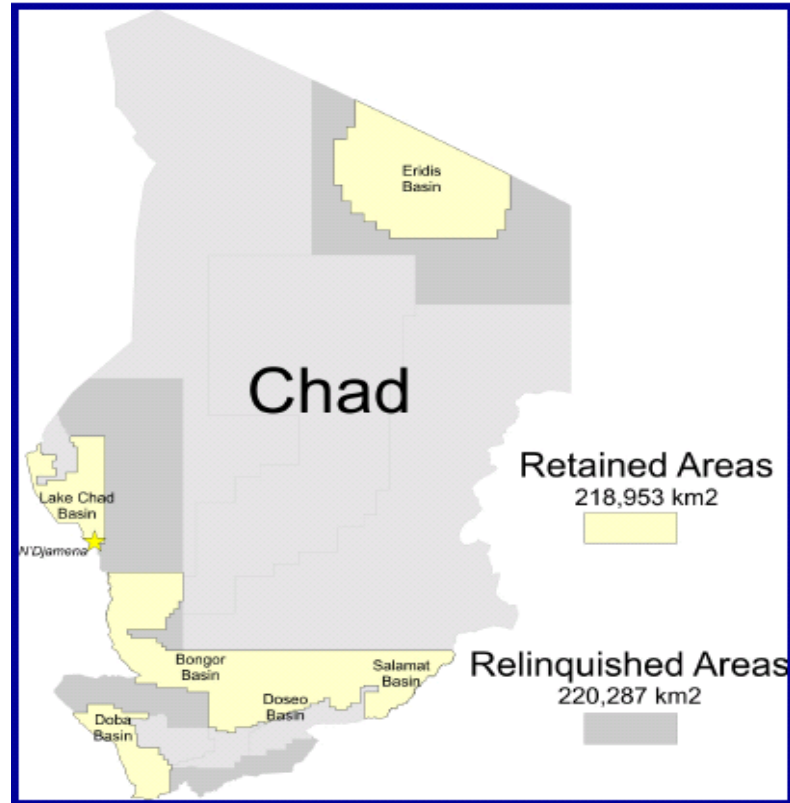 Eridis
Basin
Chad
Retained Areas
218,953 km2
Lake Chad
Basin
N'Djamena
Relinquished Areas
220,287 km2
Bongor
Basin
Salamat
Basin
Doseo
Basin
Doba
Basin